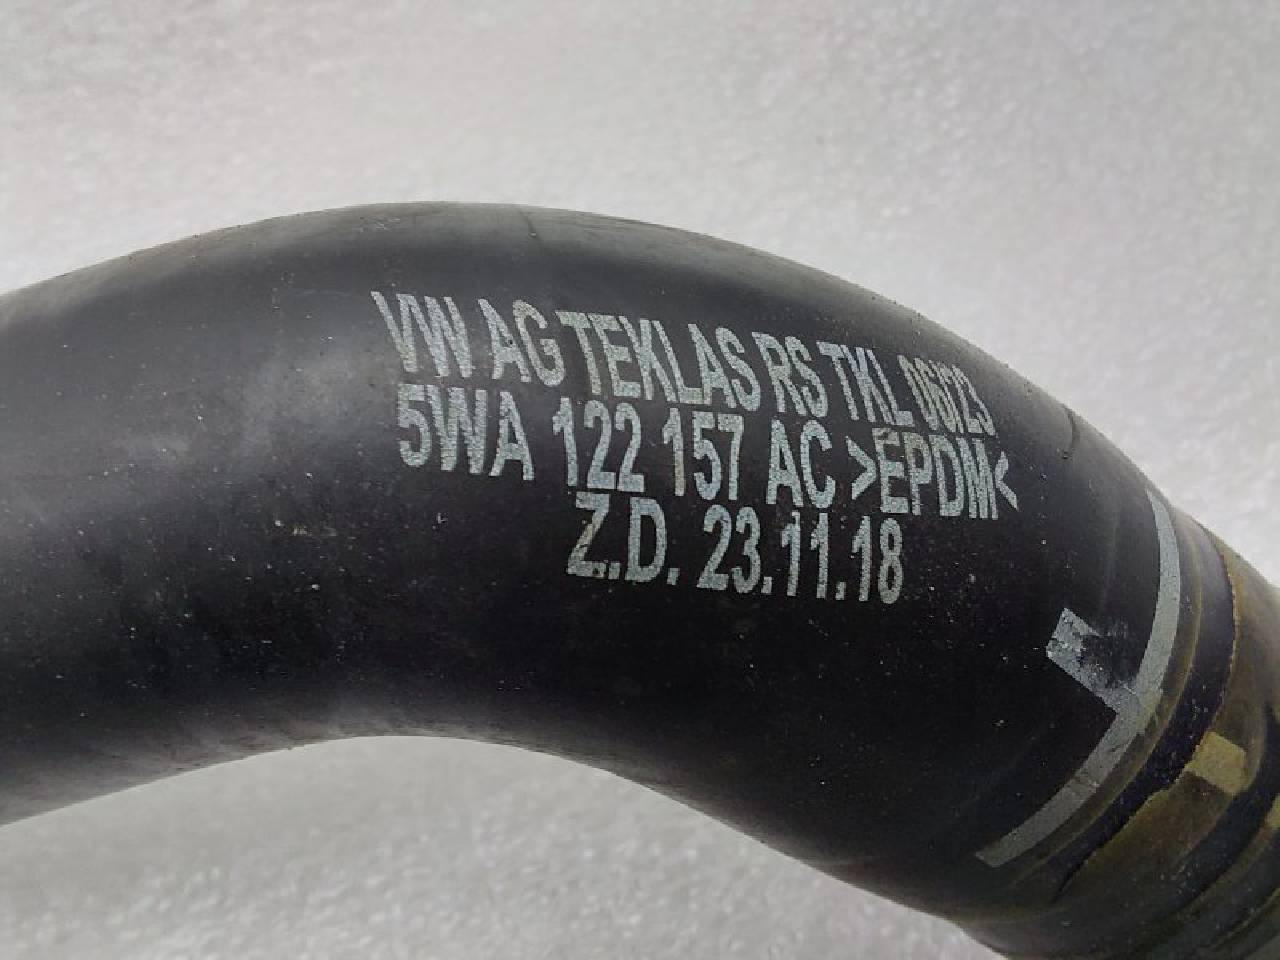 VW AG TEKLAS RS TKL 06/23
5WA 122 157 AC >EPDM<
Z.D. 23.11.18